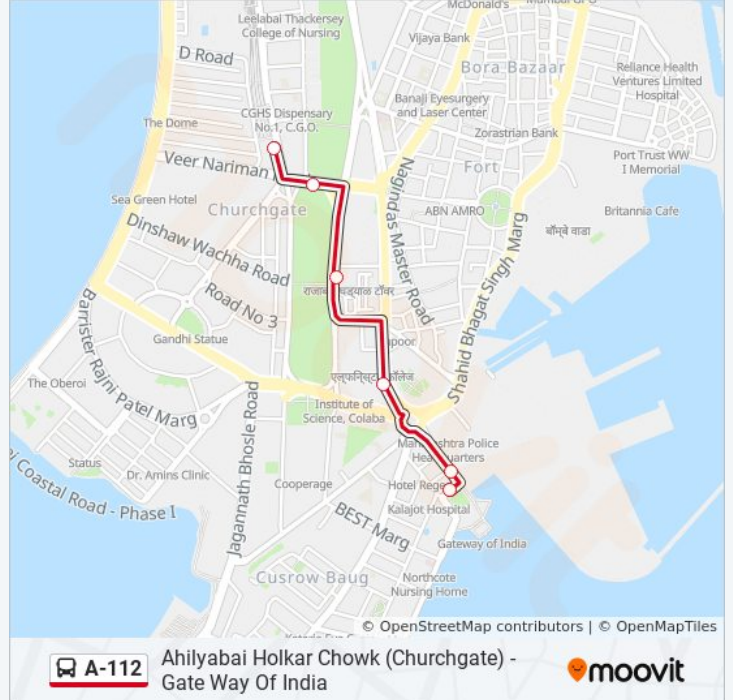 McDonald's
Mumbai GPO
Leelabai Thackersey
College of Nursing
Vijaya Bank
D Road
Bora Bazaar
Reliance Health
Ventures Limited
Hospital
Banaji Eyesurgery
and Laser Center
CGHS Dispensary
No.1, C.G.O.
The Dome
Zorastrian Bank
Veer Nariman
Fort
Port Trust WW
I Memorial
Sea Green Hotel
Churchgate
Nagindas Master Road
ABN AMRO
Britannia Cafe
बॉम्बे वाडा
Dinshaw Wachha Road
Shahid Bhagat Singh Marg
Road No 3
टॉवर
Barrister Rajni Patel Marg
Gandhi Statue
The Oberoi
एल्फिन्स्टन कॉलेज
Institute of
Science, Colaba
Jagannath Bhosle Road
Police
Status
Dr. Amins Clinic
Cooperage
Hotel
Kalajot Hospital
Coastal Road - Phase I
BEST Marg
Gateway of India
Cusrow Baug
Northcote
Nursing Home
© OpenStreetMap contributors | © OpenMapTiles
A-112
Ahilyabai Holkar Chowk (Churchgate) -
Gate Way Of India
moovit